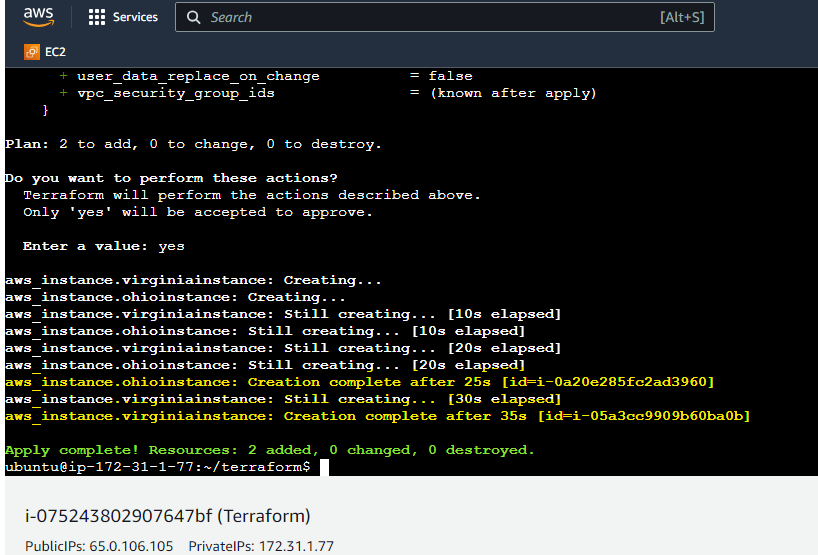 aws
Services
Search
[Alt+S]
EC2
+ user_data_replace_on_change = false
+ vpc_security_group_ids = (known after apply)
}
Plan: 2 to add, 0 to change, 0 to destroy.
Do you want to perform these actions?
Terraform will perform the actions described above.
Only 'yes' will be accepted to approve.
Enter a value: yes
aws_instance.virginiainstance: Creating...
aws_instance.ohioinstance: Creating...
aws_instance.virginiainstance: Still creating... [10s elapsed]
aws_instance.ohioinstance: Still creating... [10s elapsed]
aws_instance.virginiainstance: Still creating... [20s elapsed]
aws_instance.ohioinstance: Still creating... [20s elapsed]
aws_instance.ohioinstance: Creation complete after 25s [id=i-0a20e285fc2ad3960]
aws_instance.virginiainstance: Still creating... [30s elapsed]
aws_instance.virginiainstance: Creation complete after 35s [id=i-05a3cc9909b60ba0b]
Apply complete! Resources: 2 added, 0 changed, 0 destroyed.
ubuntu@ip-172-31-1-77:~/terraform$
i-075243802907647bf (Terraform)
PublicIPs: 65.0.106.105 PrivateIPs: 172.31.1.77